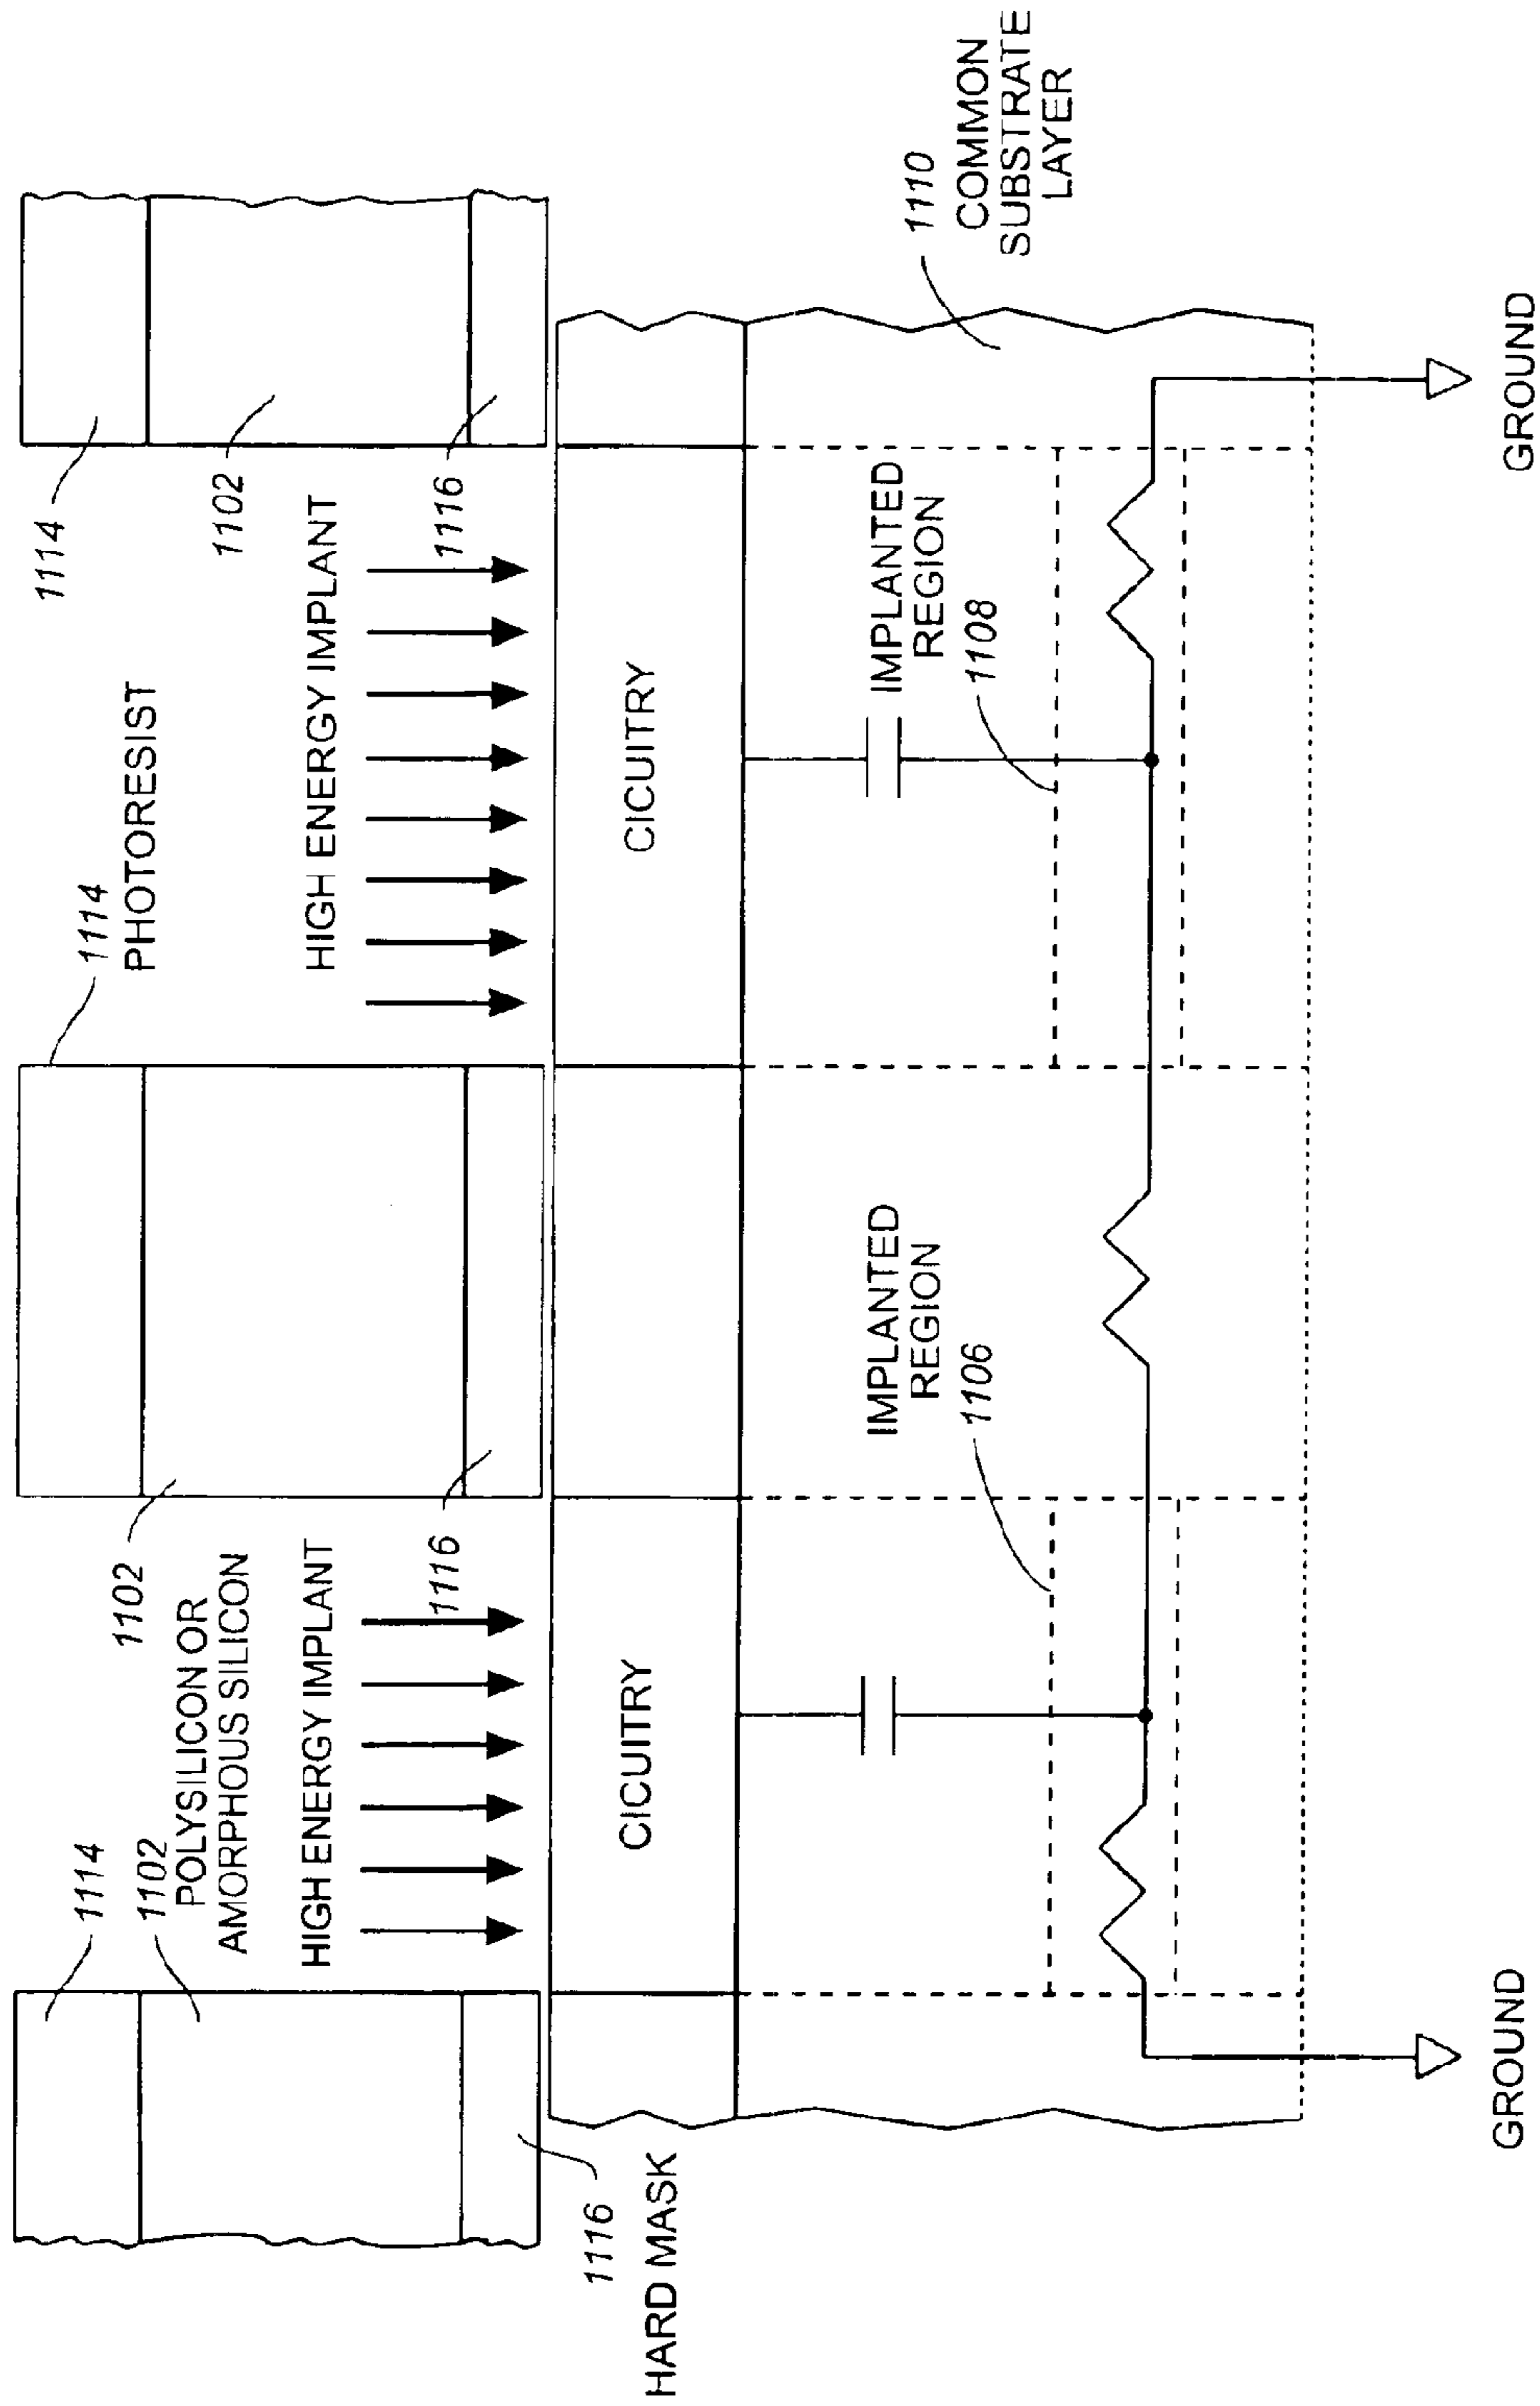 1114
1102
POLYSILICON OR
AMORPHOUS SILICON
1102
1114
PHOTORESIST
1114
1102
HIGH ENERGY IMPLANT
1116
HIGH ENERGY IMPLANT
1116
1116
HARD MASK
CICUITRY
CICUITRY
IMPLANTED
REGION
1106
IMPLANTED
REGION
1108
1110
COMMON
SUBSTRATE
LAYER
GROUND
GROUND